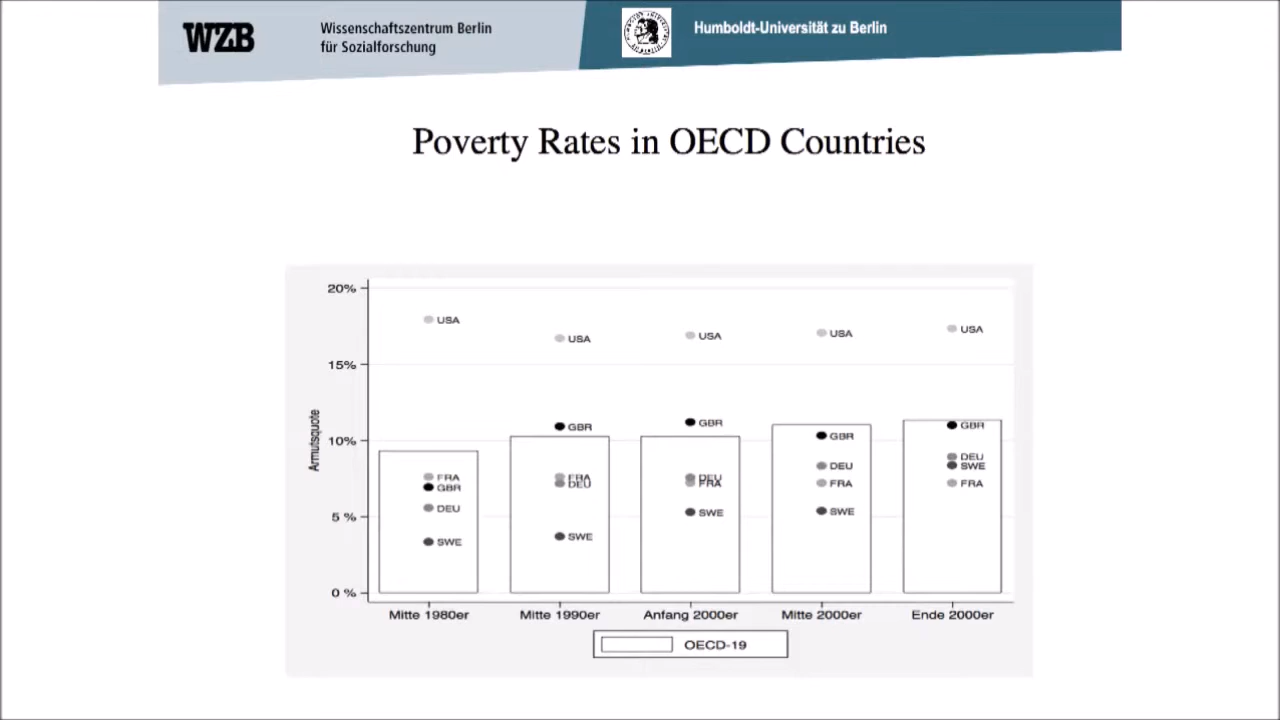 WZB
Wissenschaftszentrum Berlin
für Sozialforschung
Humboldt-Universität zu Berlin
Poverty Rates in OECD Countries
Armutsquote
20%
15%
10%
5 %
0 %
USA
FRA
GBR
DEU
SWE
USA
GBR
FRA
DEU
SWE
USA
GBR
DEU
FRA
SWE
USA
GBR
DEU
FRA
SWE
USA
GBR
DEU
SWE
FRA
Mitte 1980er Mitte 1990er Anfang 2000er Mitte 2000er Ende 2000er
OECD-19